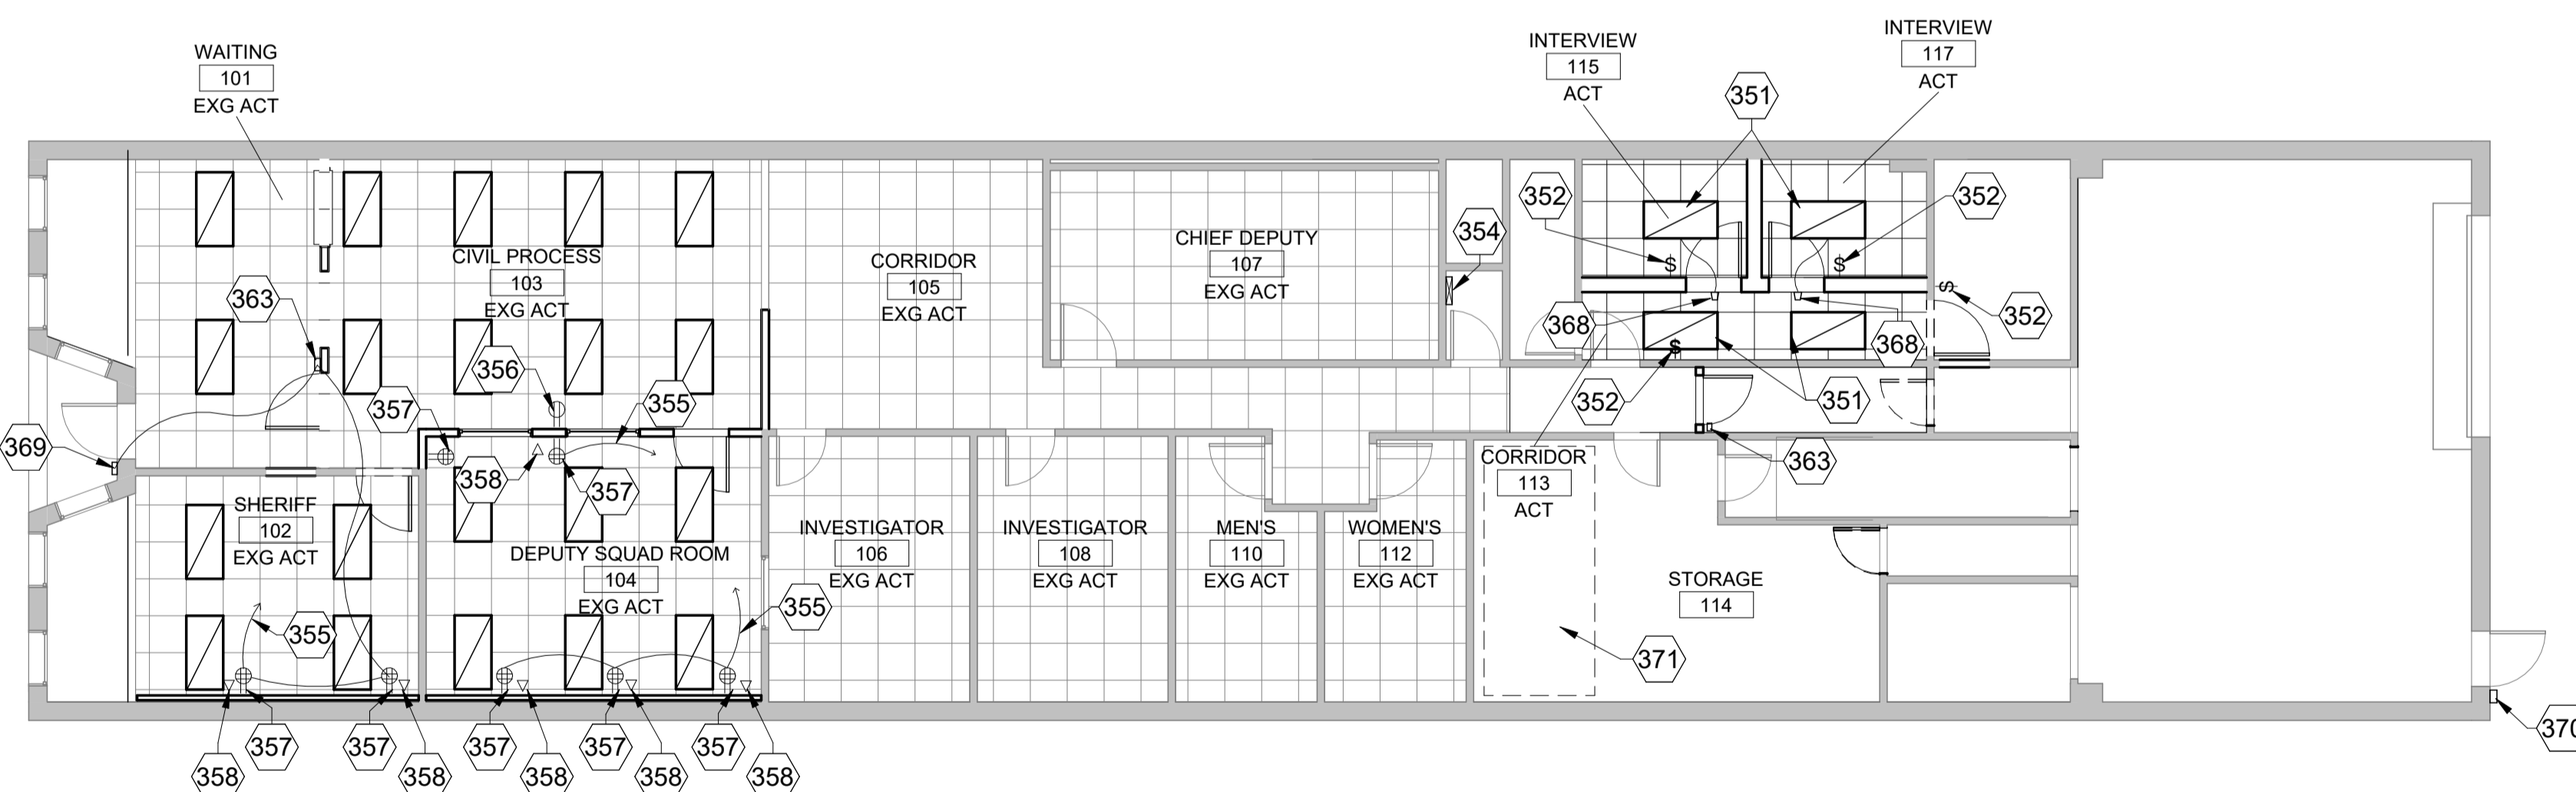 WAITING
101
EXG ACT
INTERVIEW
115
ACT
INTERVIEW
117
ACT
351
352
352
354
CIVIL PROCESS
103
EXG ACT
CORRIDOR
105
EXG ACT
CHIEF DEPUTY
107
EXG ACT
$
$
$
363
352
368
368
356
$
357
355
352
351
369
358
357
363
CORRIDOR
113
ACT
SHERIFF
102
EXG ACT
DEPUTY SQUAD ROOM
104
EXG ACT
INVESTIGATOR
106
EXG ACT
INVESTIGATOR
108
EXG ACT
MEN'S
110
EXG ACT
WOMEN'S
112
EXG ACT
STORAGE
114
355
355
371
370
357
357
357
357
357
358
358
358
358
358